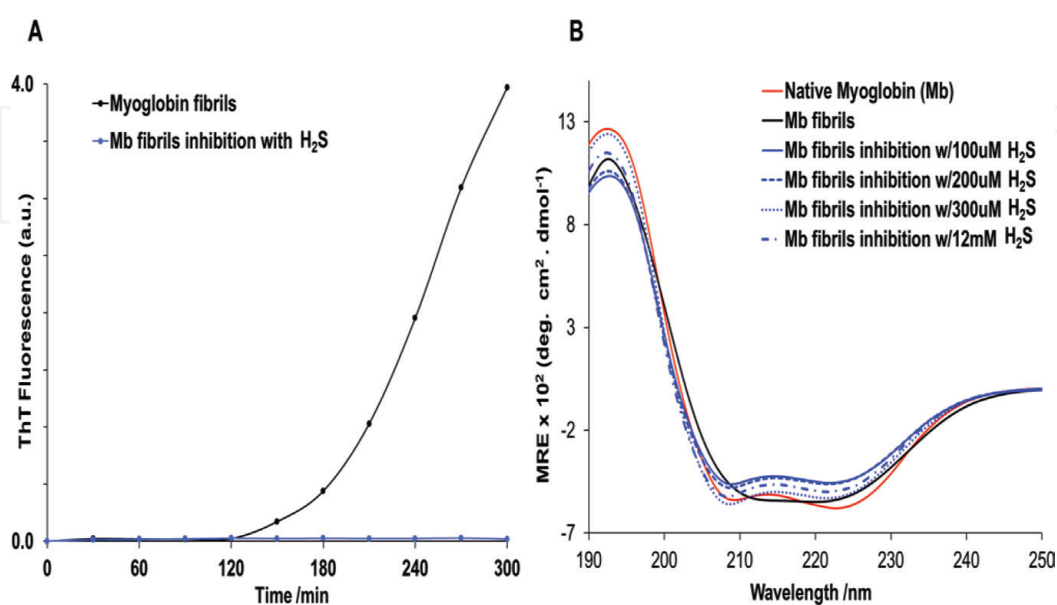 A
ThT Fluorescence (a.u.)
4.0
0.0
Myoglobin fibrils
Mb fibrils inhibition with H₂S
0 60 120 180 240 300
Time /min
B
MRE x 10² (deg. cm² . dmol⁻¹)
13
8
3
-2
-7
Native Myoglobin (Mb)
Mb fibrils
Mb fibrils inhibition w/100uM H₂S
Mb fibrils inhibition w/200uM H₂S
Mb fibrils inhibition w/300uM H₂S
Mb fibrils inhibition w/12mM H₂S
190 200 210 220 230 240 250
Wavelength /nm